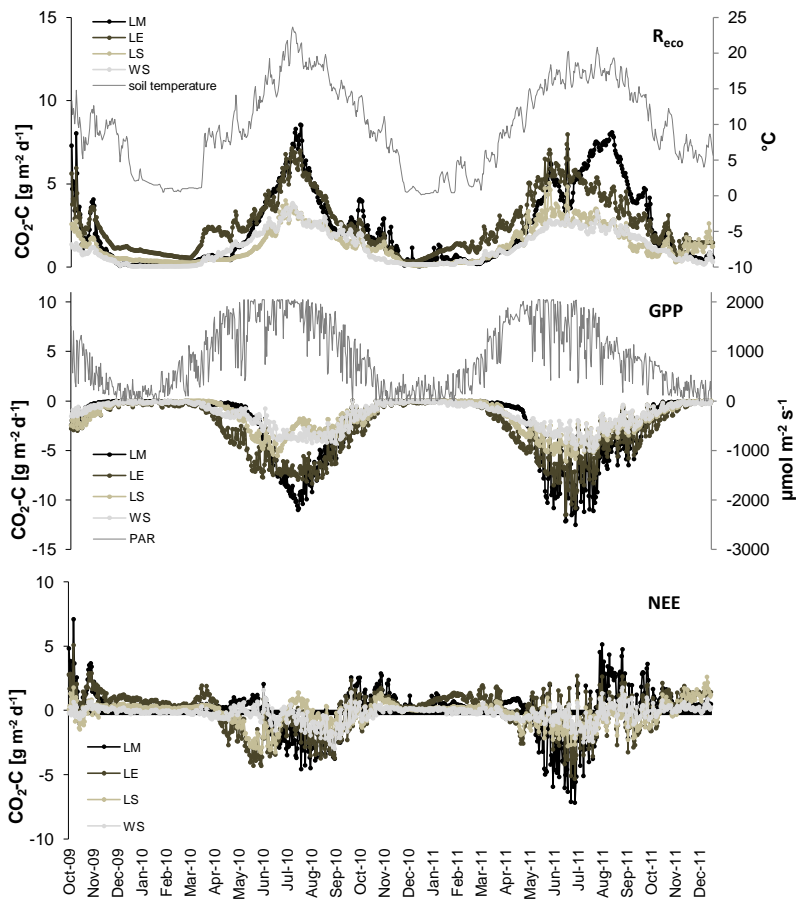 15
10
5
0
CO2-C [g m-2 d-1]
LM
LE
LS
WS
soil temperature
Reco
25
20
15
10
5
0
-5
-10
°C
10
5
0
-5
-10
-15
CO2-C [g m-2 d-1]
GPP
LM
LE
LS
WS
PAR
2000
1000
0
-1000
-2000
-3000
µmol m-2 s-1
10
5
0
-5
-10
CO2-C [g m-2 d-1]
NEE
LM
LE
LS
WS
Oct-09
Nov-09
Dec-09
Jan-10
Feb-10
Mar-10
Apr-10
May-10
Jun-10
Jul-10
Aug-10
Sep-10
Oct-10
Nov-10
Dec-10
Jan-11
Feb-11
Mar-11
Apr-11
May-11
Jun-11
Jul-11
Aug-11
Sep-11
Oct-11
Nov-11
Dec-11